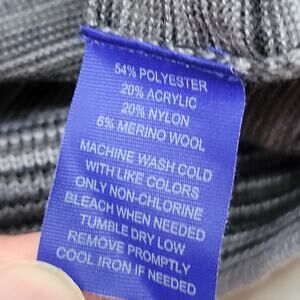 54% POLYESTER
20% ACRYLIC
20% NYLON
6% MERINO WOOL
MACHINE WASH COLD
WITH LIKE COLORS
ONLY NON-CHLORINE
BLEACH WHEN NEEDED
TUMBLE DRY LOW
REMOVE PROMPTLY
COOL IRON IF NEEDED